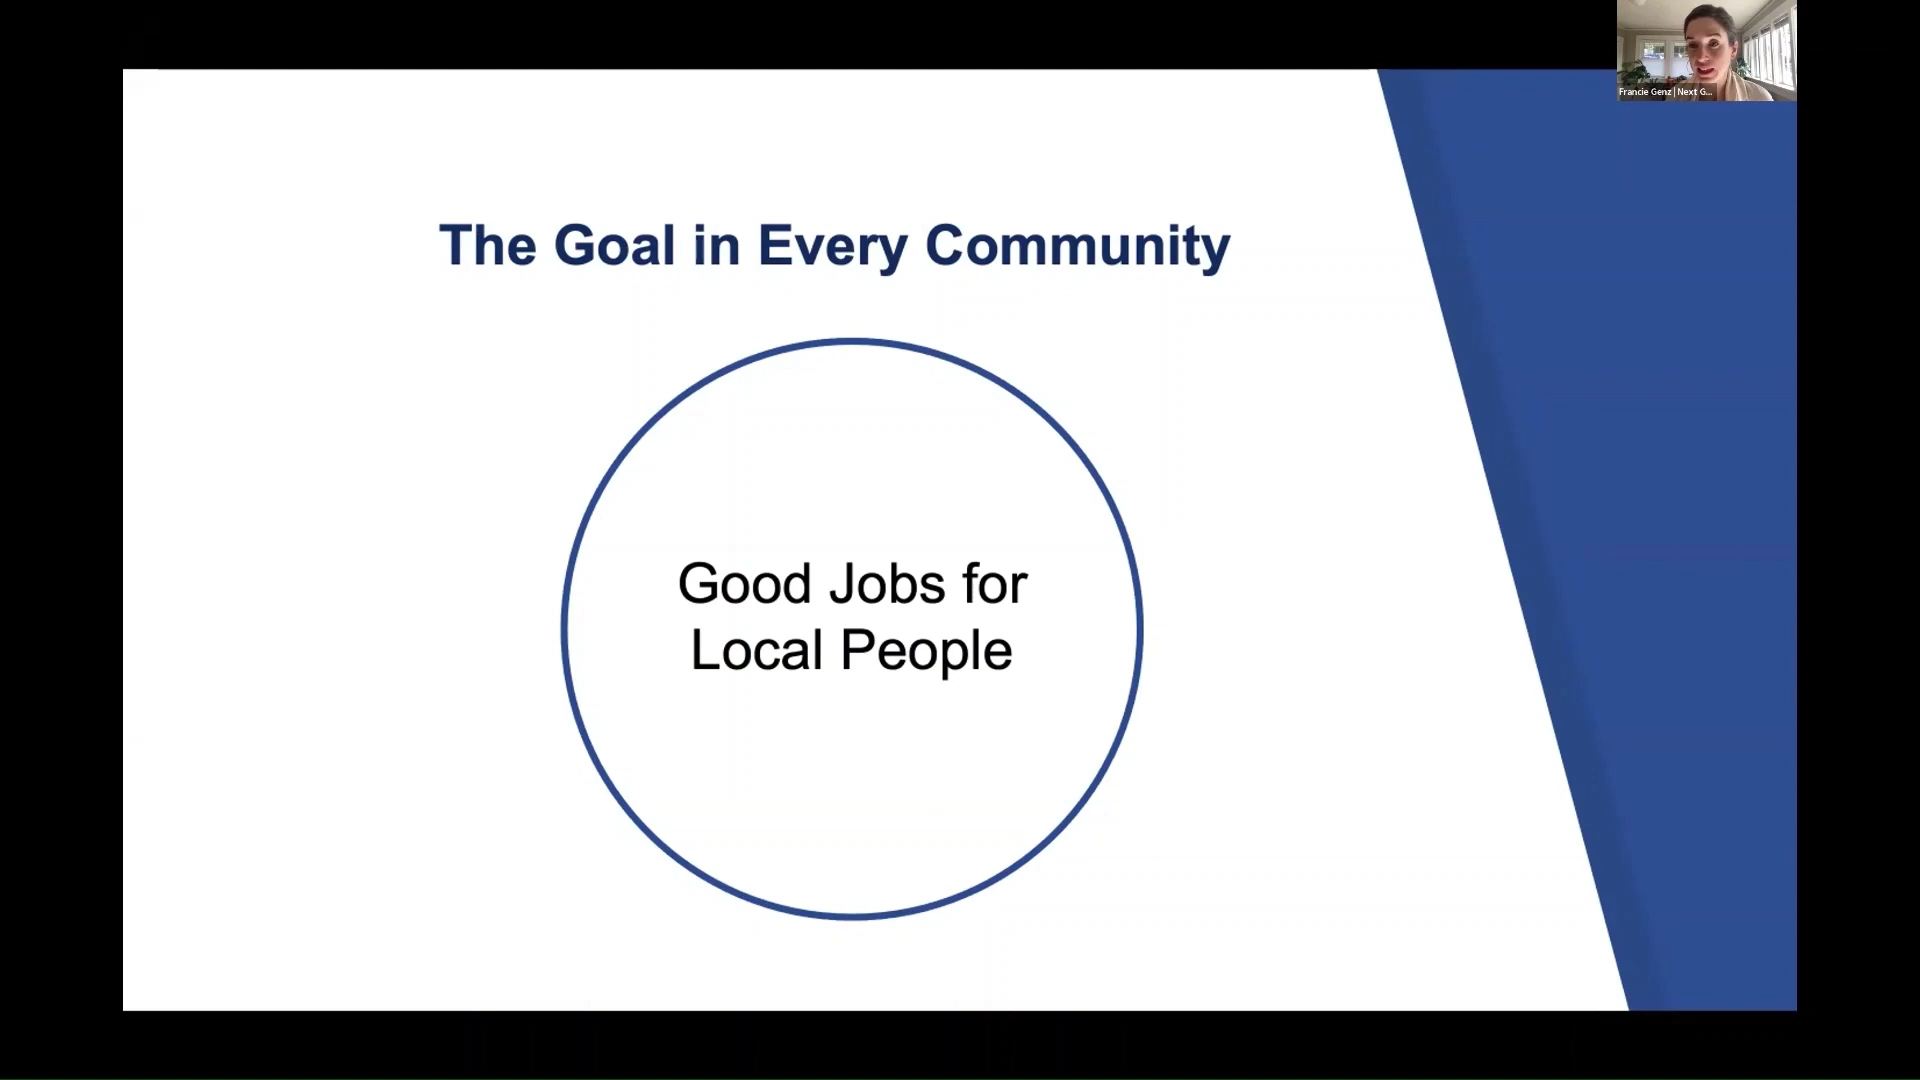 Francie Genz | Next G...
The Goal in Every Community
Good Jobs for
Local People